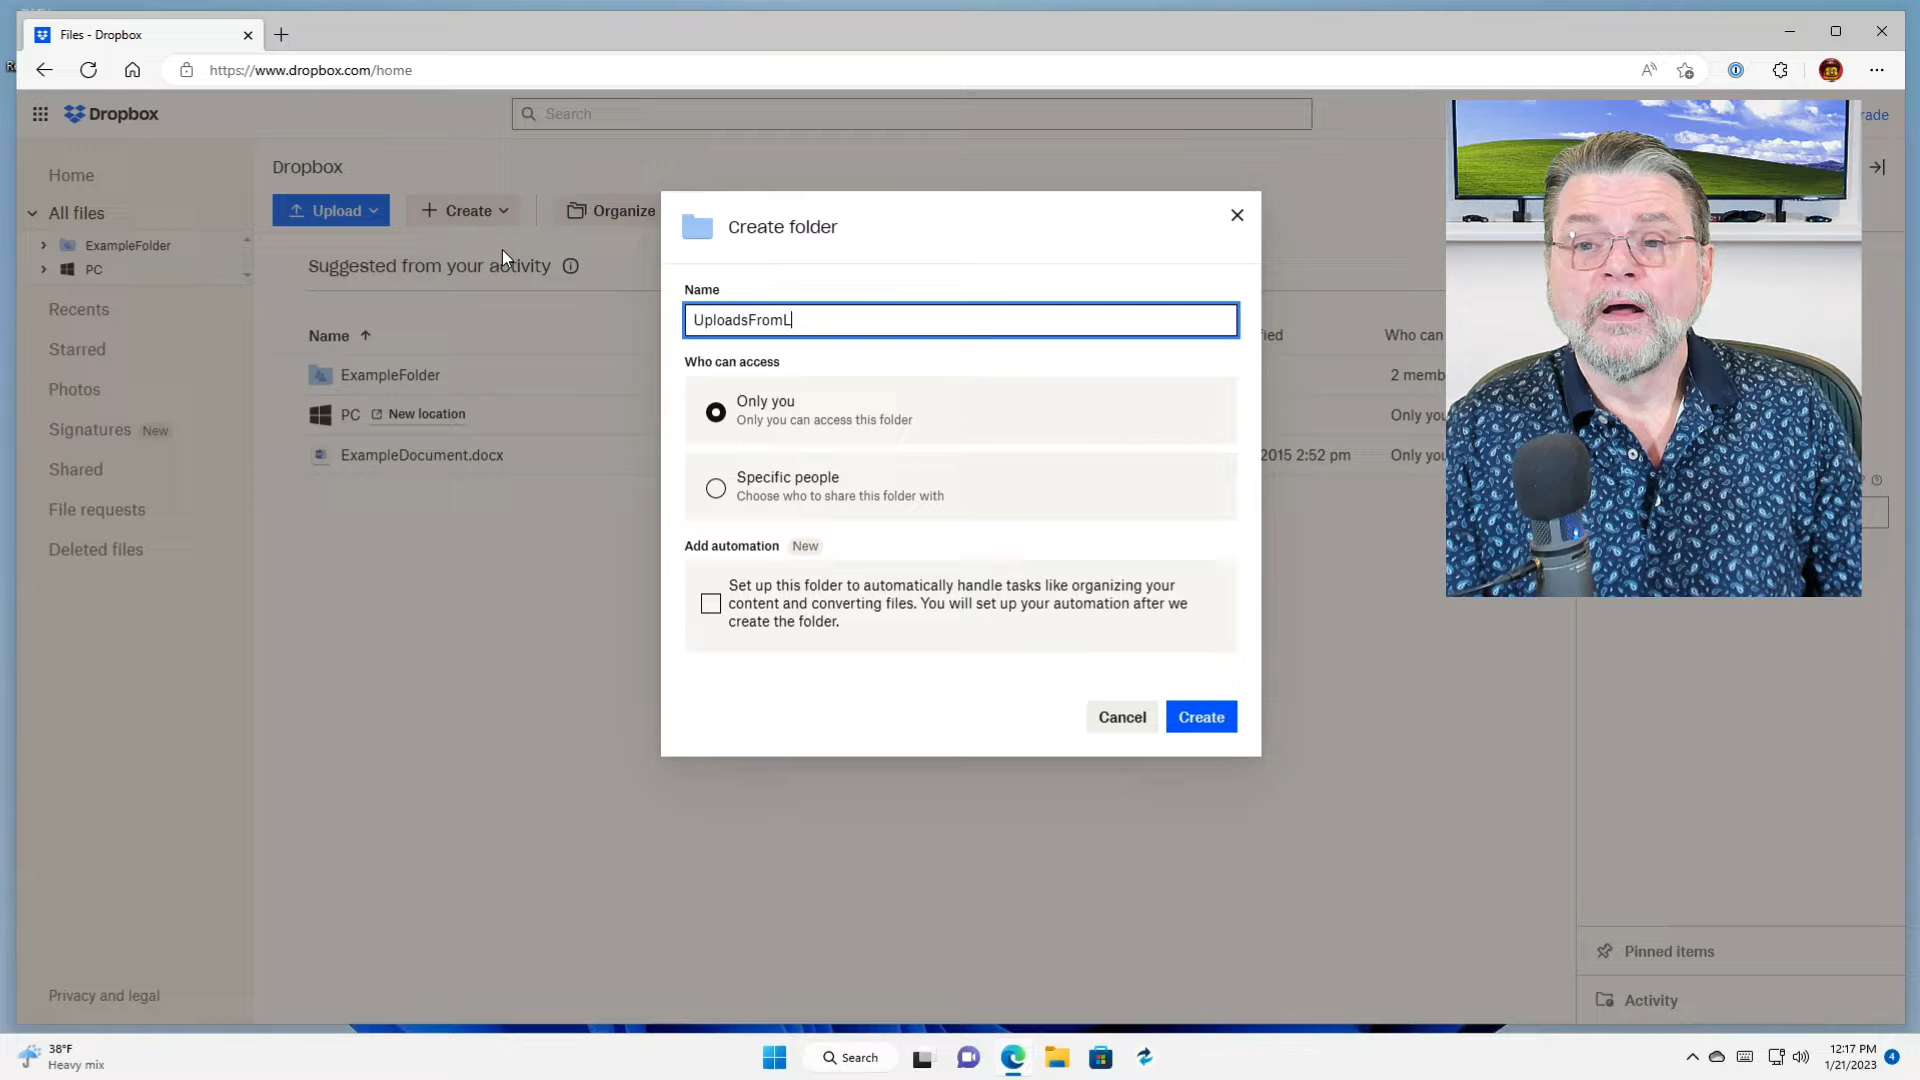 Files - Dropbox
https://www.dropbox.com/home
Dropbox
Search
rade
Home
All files
ExampleFolder
PC
Recents
Starred
Photos
Signatures New
Shared
File requests
Deleted files
Privacy and legal
Dropbox
Upload
Create
Organize
Suggested from your activity
Name
ExampleFolder
PC New location
ExampleDocument.docx
ified
Who can
2 memb
Only you
2015 2:52 pm
Only you
Create folder
Name
UploadsFromL
Who can access
Only you
Only you can access this folder
Specific people
Choose who to share this folder with
Add automation New
Set up this folder to automatically handle tasks like organizing your
content and converting files. You will set up your automation after we
create the folder.
Cancel
Create
Pinned items
Activity
38°F
Heavy mix
Search
12:17 PM
1/21/2023
4